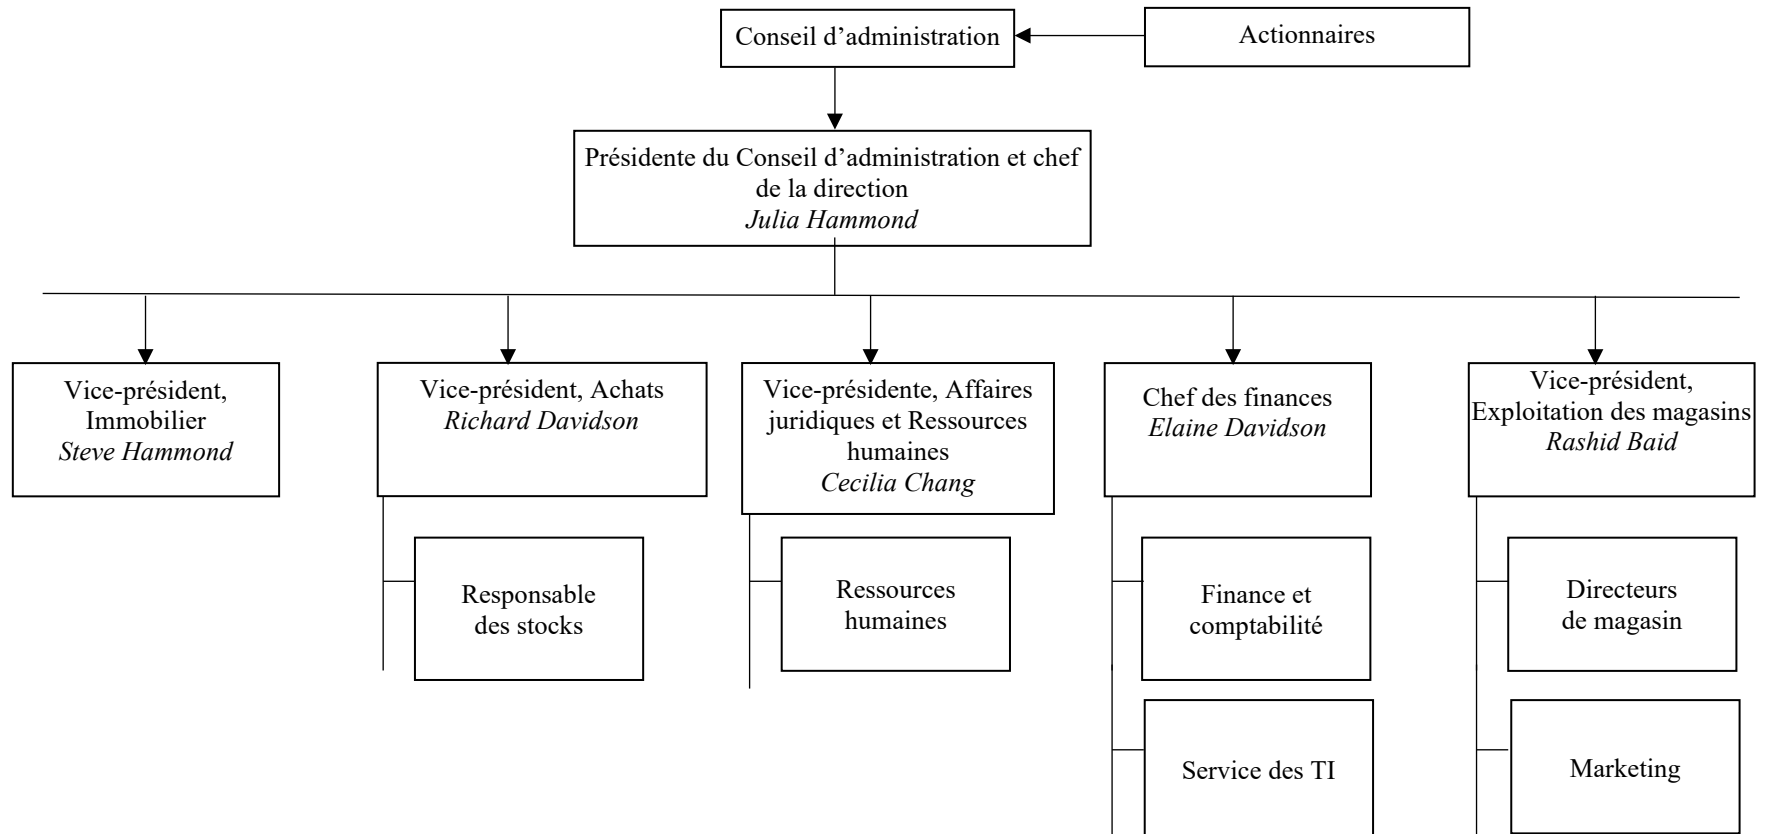 Conseil d’administration
Actionnaires
Présidente du Conseil d’administration et chef
de la direction
Julia Hammond
Vice-président,
Immobilier
Steve Hammond
Vice-président, Achats
Richard Davidson
Vice-présidente, Affaires
juridiques et Ressources
humaines
Cecilia Chang
Chef des finances
Elaine Davidson
Vice-président,
Exploitation des magasins
Rashid Baid
Responsable
des stocks
Ressources
humaines
Finance et
comptabilité
Directeurs
de magasin
Service des TI
Marketing